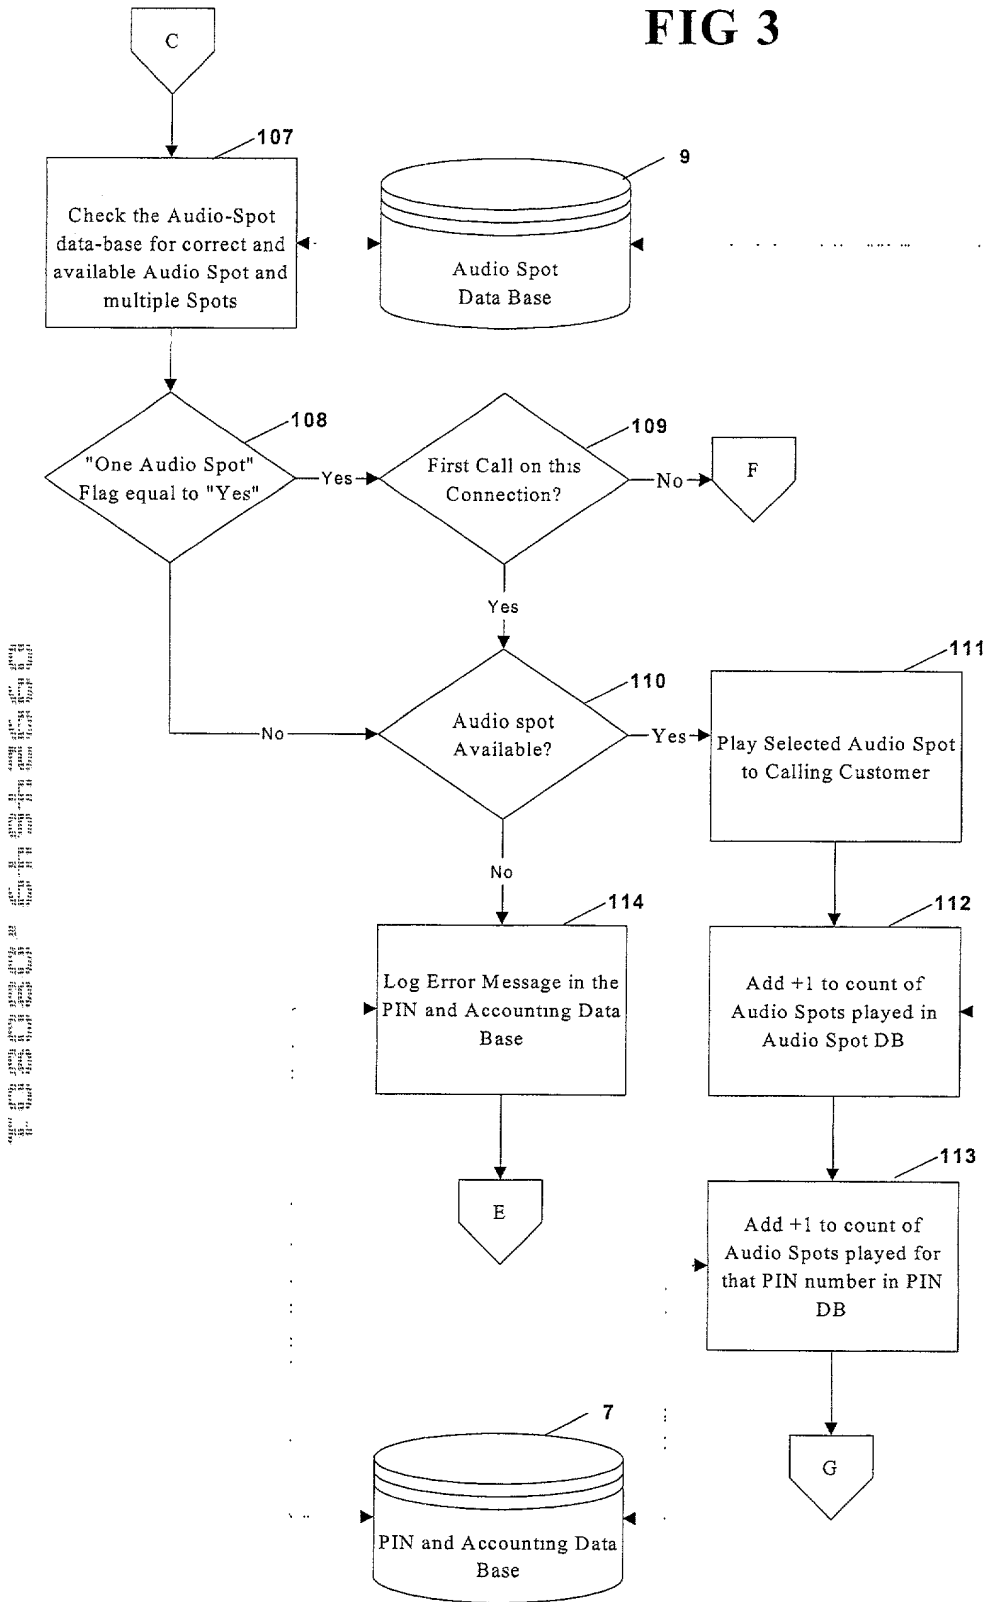 FIG 3
C
107
Check the Audio-Spot
data-base for correct and
available Audio Spot and
multiple Spots
9
Audio Spot
Data Base
108
"One Audio Spot"
Flag equal to "Yes"
Yes
109
First Call on this
Connection?
No
F
Yes
No
110
Audio spot
Available?
Yes
111
Play Selected Audio Spot
to Calling Customer
No
114
Log Error Message in the
PIN and Accounting Data
Base
112
Add +1 to count of
Audio Spots played in
Audio Spot DB
E
113
Add +1 to count of
Audio Spots played for
that PIN number in PIN
DB
7
PIN and Accounting Data
Base
G